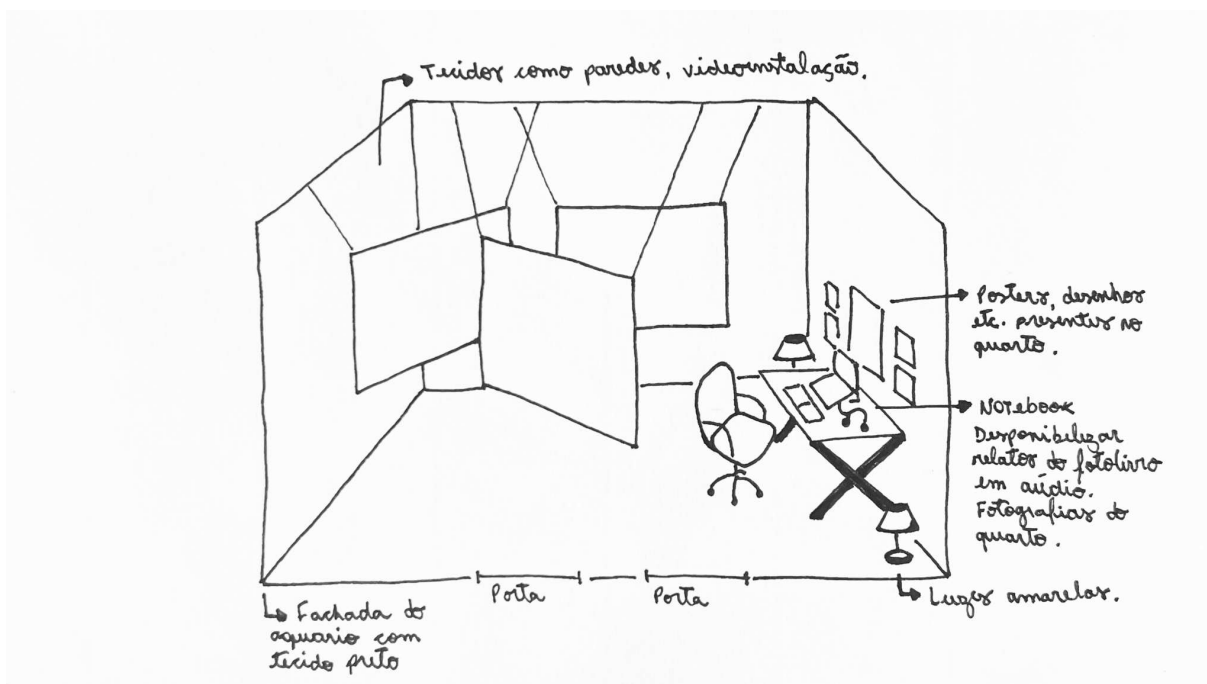 Tecidos como paredes, videoinstalação.
Posters, desenhos
etc. presentes no
quarto.
Notebook
Disponibilizar
relatos do fotolivro
em aúdio.
Fotografias do
quarto.
Porta
Porta
Luzes amarelas.
Fachada do
aquario com
tecido preto